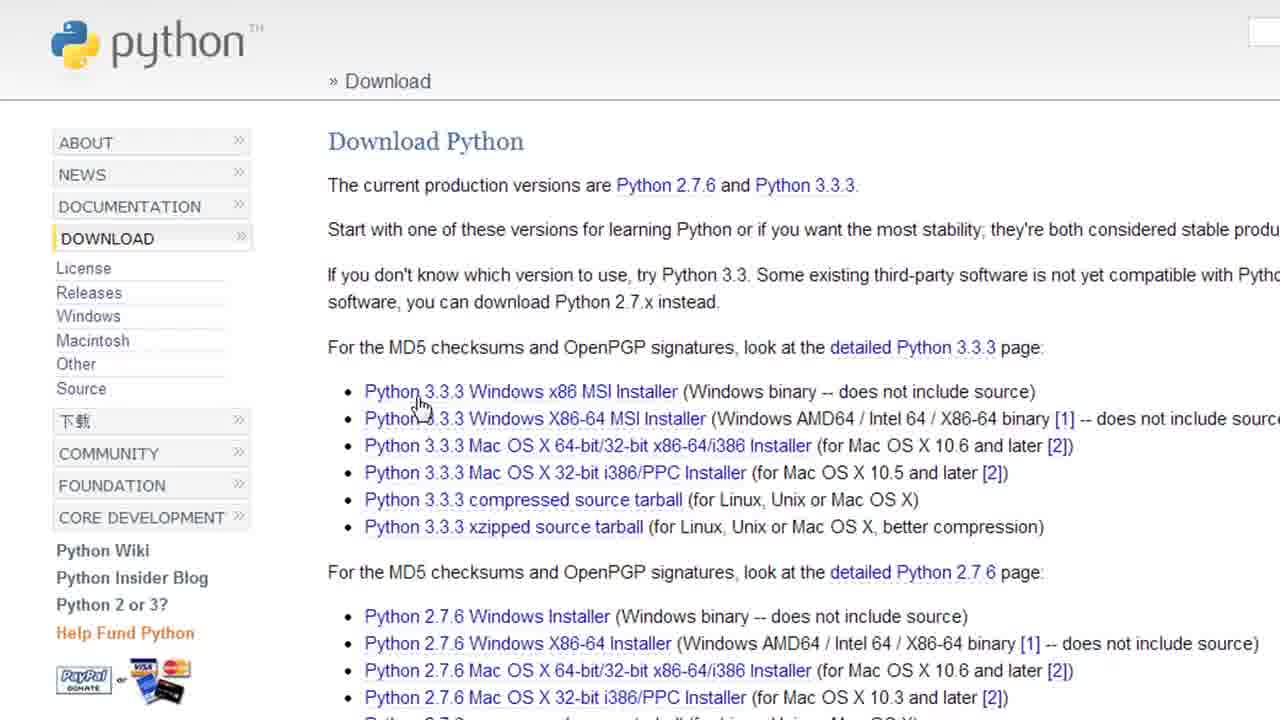 python TM
» Download
ABOUT
NEWS
DOCUMENTATION
DOWNLOAD
License
Releases
Windows
Macintosh
Other
Source
下载
COMMUNITY
FOUNDATION
CORE DEVELOPMENT
Python Wiki
Python Insider Blog
Python 2 or 3?
Help Fund Python
PayPal DONATE or VISA MasterCard
Download Python
The current production versions are Python 2.7.6 and Python 3.3.3.
Start with one of these versions for learning Python or if you want the most stability; they're both considered stable produ
If you don't know which version to use, try Python 3.3. Some existing third-party software is not yet compatible with Pytho
software, you can download Python 2.7.x instead.
For the MD5 checksums and OpenPGP signatures, look at the detailed Python 3.3.3 page:
Python 3.3.3 Windows x86 MSI Installer (Windows binary -- does not include source)
Python 3.3.3 Windows X86-64 MSI Installer (Windows AMD64 / Intel 64 / X86-64 binary [1] -- does not include source
Python 3.3.3 Mac OS X 64-bit/32-bit x86-64/i386 Installer (for Mac OS X 10.6 and later [2])
Python 3.3.3 Mac OS X 32-bit i386/PPC Installer (for Mac OS X 10.5 and later [2])
Python 3.3.3 compressed source tarball (for Linux, Unix or Mac OS X)
Python 3.3.3 xzipped source tarball (for Linux, Unix or Mac OS X, better compression)
For the MD5 checksums and OpenPGP signatures, look at the detailed Python 2.7.6 page:
Python 2.7.6 Windows Installer (Windows binary -- does not include source)
Python 2.7.6 Windows X86-64 Installer (Windows AMD64 / Intel 64 / X86-64 binary [1] -- does not include source)
Python 2.7.6 Mac OS X 64-bit/32-bit x86-64/i386 Installer (for Mac OS X 10.6 and later [2])
Python 2.7.6 Mac OS X 32-bit i386/PPC Installer (for Mac OS X 10.3 and later [2])